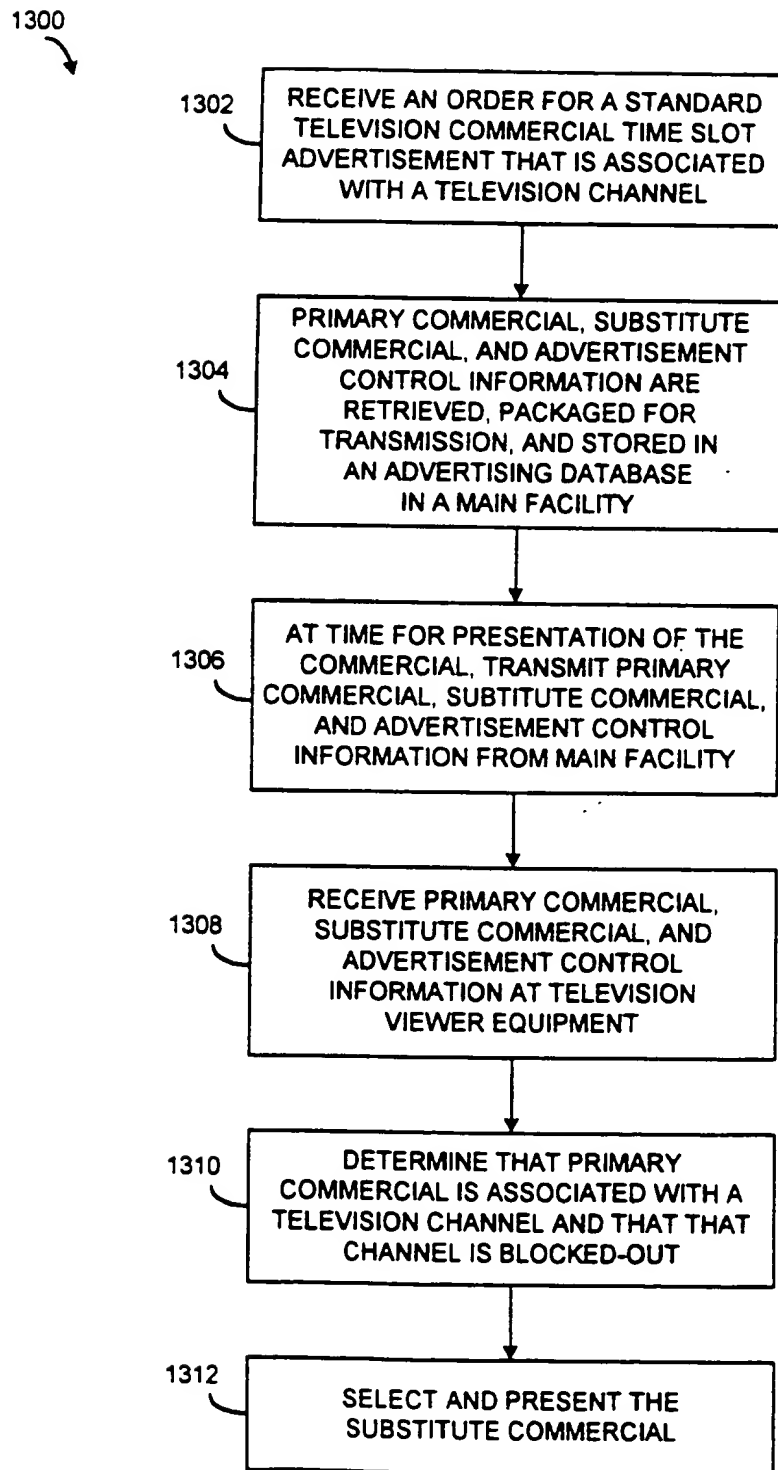 1300
1302
RECEIVE AN ORDER FOR A STANDARD
TELEVISION COMMERCIAL TIME SLOT
ADVERTISEMENT THAT IS ASSOCIATED
WITH A TELEVISION CHANNEL
1304
PRIMARY COMMERCIAL, SUBSTITUTE
COMMERCIAL, AND ADVERTISEMENT
CONTROL INFORMATION ARE
RETRIEVED, PACKAGED FOR
TRANSMISSION, AND STORED IN
AN ADVERTISING DATABASE
IN A MAIN FACILITY
1306
AT TIME FOR PRESENTATION OF THE
COMMERCIAL, TRANSMIT PRIMARY
COMMERCIAL, SUBTITUTE COMMERCIAL,
AND ADVERTISEMENT CONTROL
INFORMATION FROM MAIN FACILITY
1308
RECEIVE PRIMARY COMMERCIAL,
SUBSTITUTE COMMERCIAL, AND
ADVERTISEMENT CONTROL
INFORMATION AT TELEVISION
VIEWER EQUIPMENT
1310
DETERMINE THAT PRIMARY
COMMERCIAL IS ASSOCIATED WITH A
TELEVISION CHANNEL AND THAT THAT
CHANNEL IS BLOCKED-OUT
1312
SELECT AND PRESENT THE
SUBSTITUTE COMMERCIAL